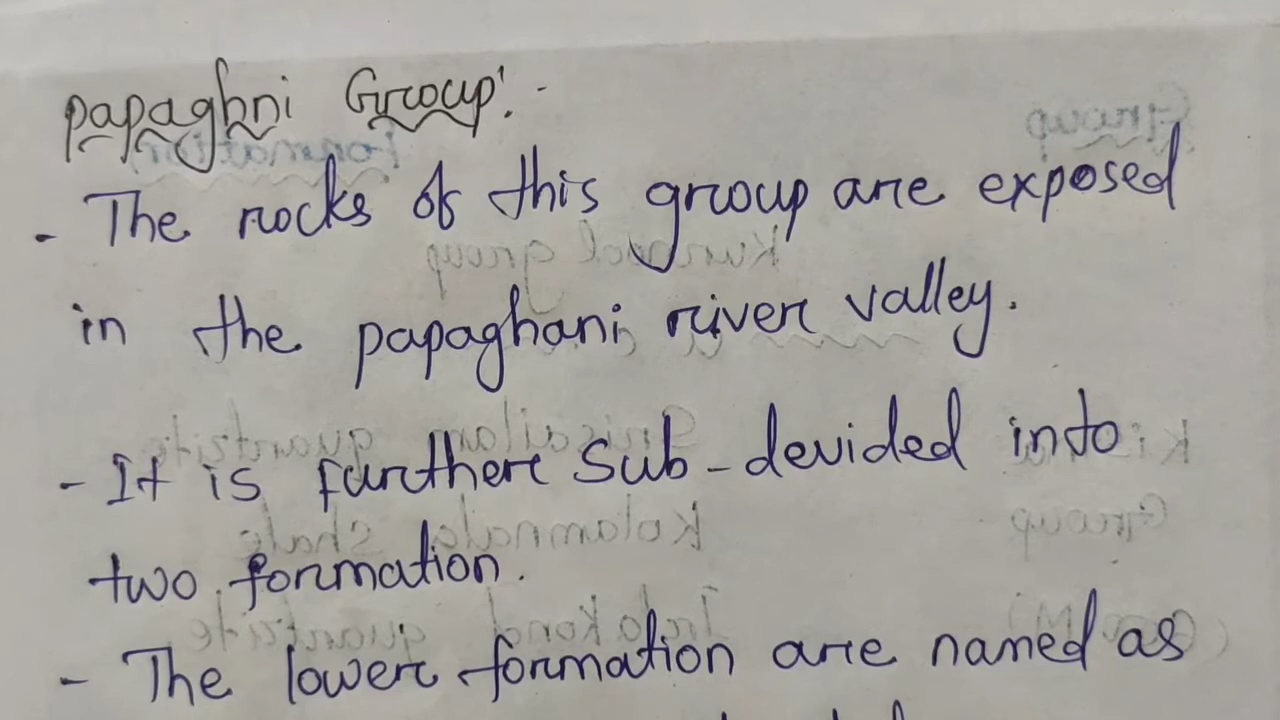 papaghni Group:-
- The rocks of this group are exposed
in the papaghani river valley.
- It is further sub-devided into
two formation.
- The lower formation are named as